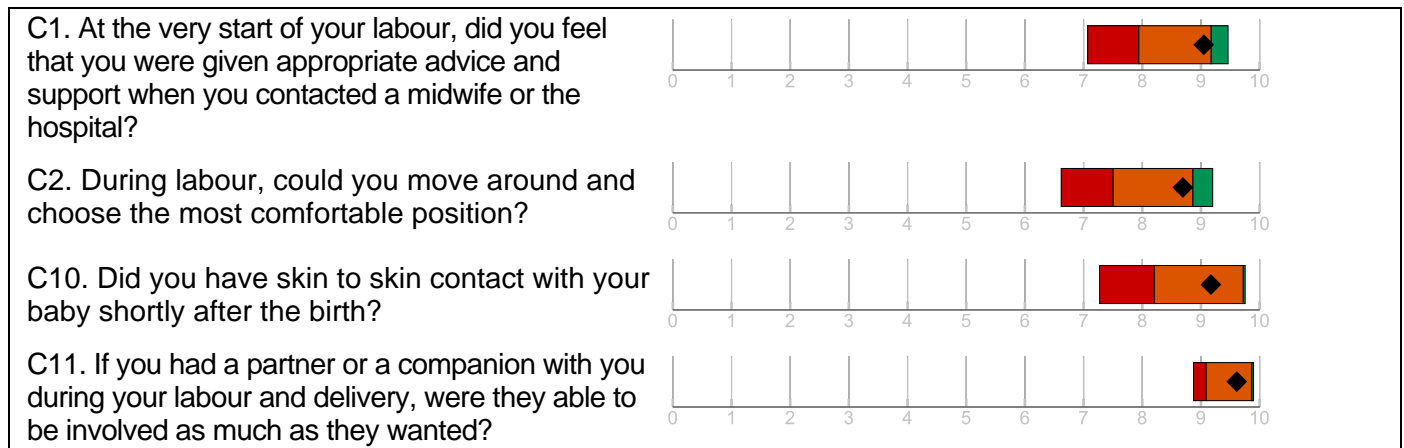 C1. At the very start of your labour, did you feel
that you were given appropriate advice and
support when you contacted a midwife or the
hospital?
0 1 2 3 4 5 6 7 8 9 10
C2. During labour, could you move around and
choose the most comfortable position?
0 1 2 3 4 5 6 7 8 9 10
C10. Did you have skin to skin contact with your
baby shortly after the birth?
0 1 2 3 4 5 6 7 8 9 10
C11. If you had a partner or a companion with you
during your labour and delivery, were they able to
be involved as much as they wanted?
0 1 2 3 4 5 6 7 8 9 10